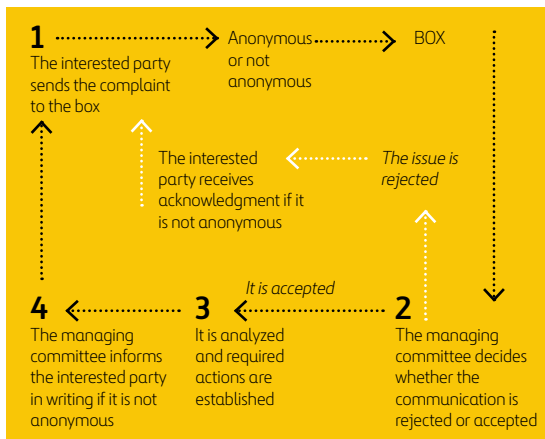 1
The interested party
sends the complaint
to the box
Anonymous
or not
anonymous
BOX
The interested
party receives
acknowledgment if it
is not anonymous
The issue is
rejected
It is accepted
4
The managing
committee informs
the interested party
in writing if it is not
anonymous
3
It is analyzed
and required
actions are
established
2
The managing
committee decides
whether the
communication is
rejected or accepted